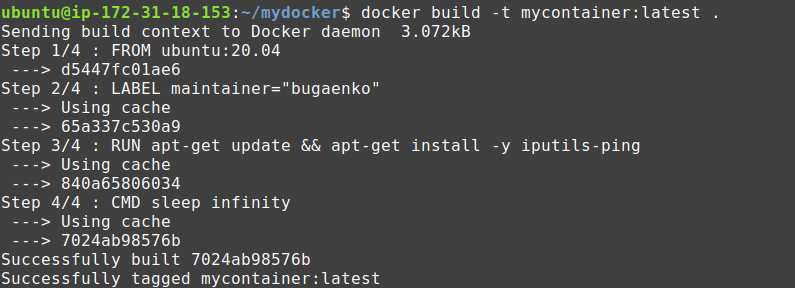 ubuntu@ip-172-31-18-153:~/mydocker$ docker build -t mycontainer:latest .
Sending build context to Docker daemon  3.072kB
Step 1/4 : FROM ubuntu:20.04
 ---> d5447fc01ae6
Step 2/4 : LABEL maintainer="bugaenko"
 ---> Using cache
 ---> 65a337c530a9
Step 3/4 : RUN apt-get update && apt-get install -y iputils-ping
 ---> Using cache
 ---> 840a65806034
Step 4/4 : CMD sleep infinity
 ---> Using cache
 ---> 7024ab98576b
Successfully built 7024ab98576b
Successfully tagged mycontainer:latest